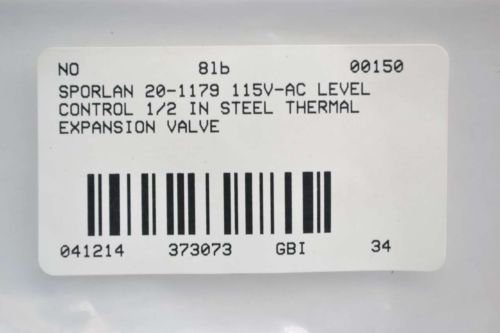 NO 8lb 00150
SPORLAN 20-1179 115V-AC LEVEL
CONTROL 1/2 IN STEEL THERMAL
EXPANSION VALVE
041214 373073 GBI 34